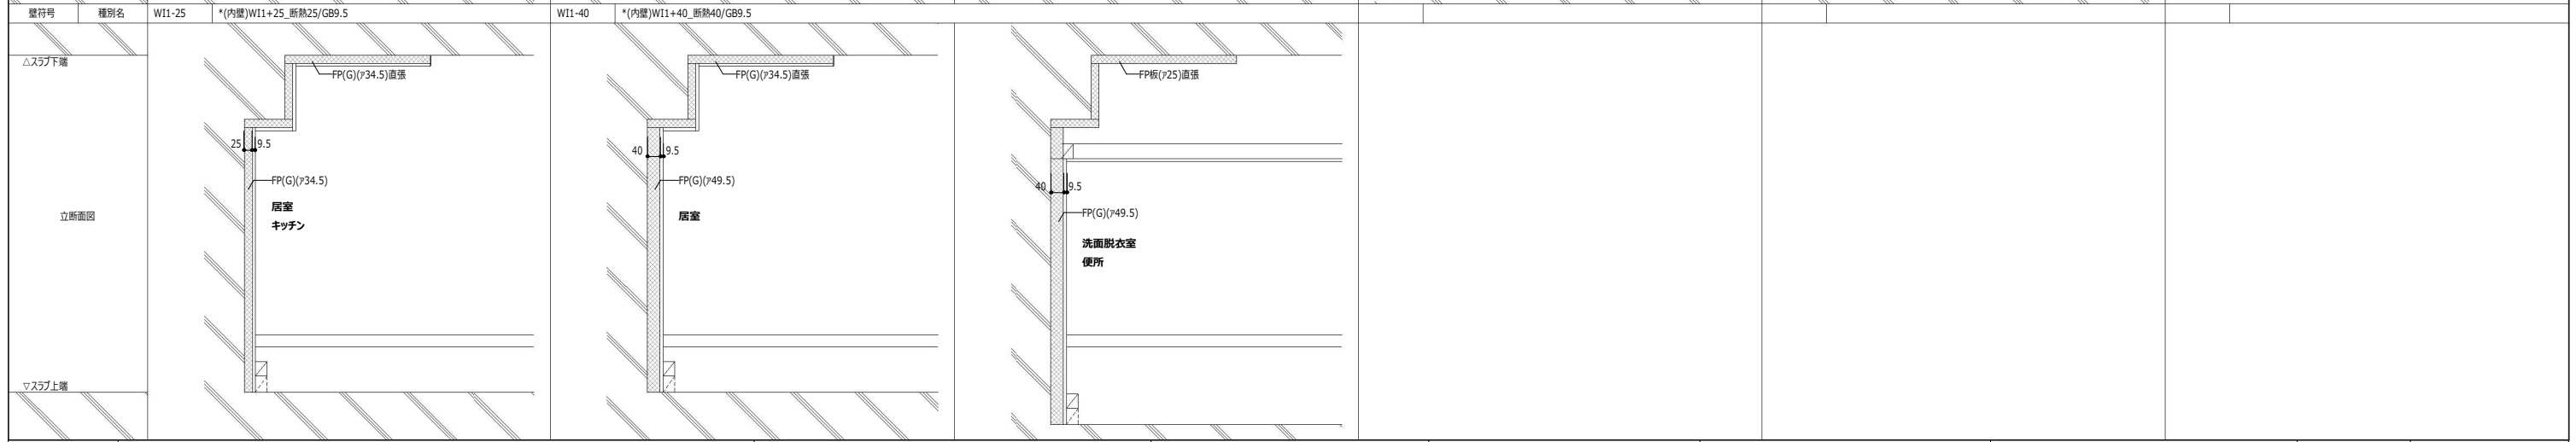 壁符号 種別名 WI1-25 *(内壁)WI1+25_断熱25/GB9.5 WI1-40 *(内壁)WI1+40_断熱40/GB9.5
△スラブ下端
FP(G)(ｱ34.5)直張
FP(G)(ｱ34.5)直張
FP板(ｱ25)直張
25 9.5
40 9.5
FP(G)(ｱ34.5)
FP(G)(ｱ49.5)
40 9.5
居室
キッチン
居室
FP(G)(ｱ49.5)
立断面図
洗面脱衣室
便所
▽スラブ上端